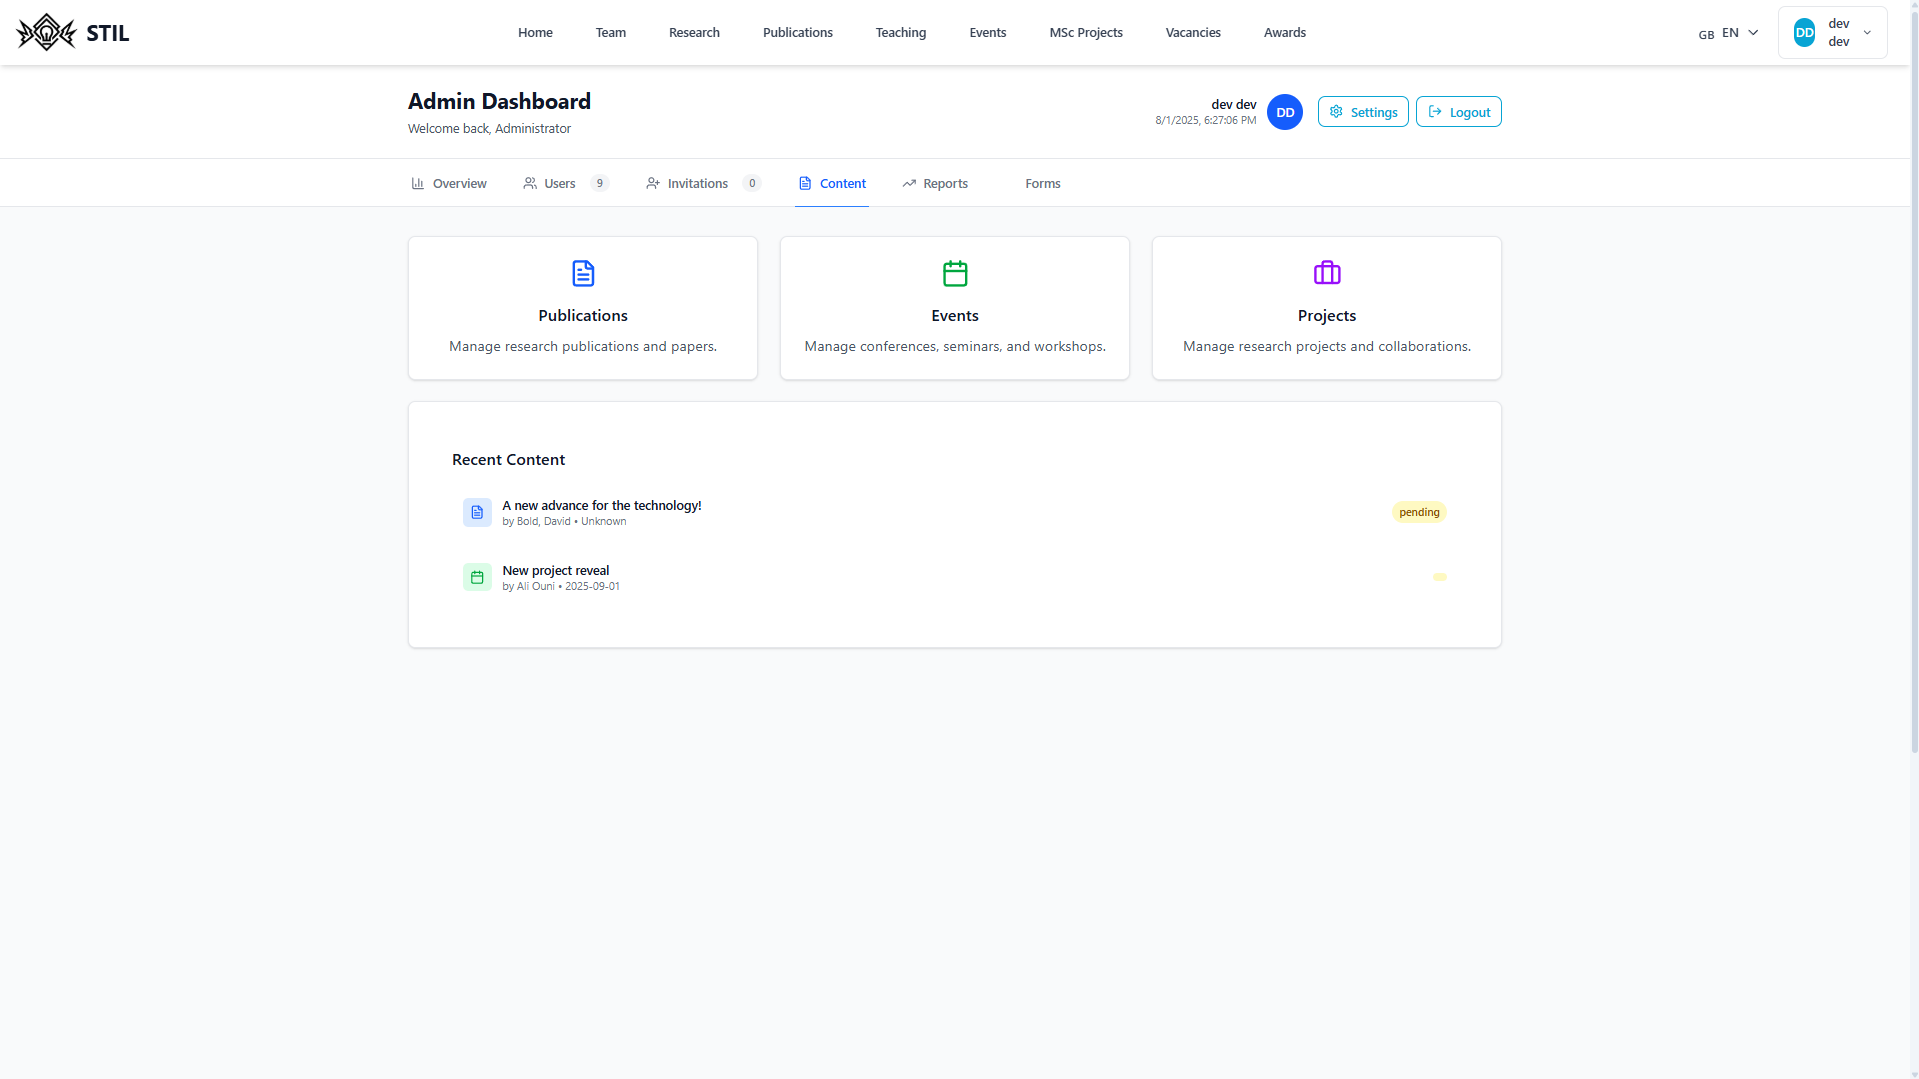 STIL
Home Team Research Publications Teaching Events MSc Projects Vacancies Awards
GB EN
DD
dev
dev
Admin Dashboard
Welcome back, Administrator
dev dev
8/1/2025, 6:27:06 PM
DD
Settings
Logout
Overview Users 9 Invitations 0 Content Reports Forms
Publications
Manage research publications and papers.
Events
Manage conferences, seminars, and workshops.
Projects
Manage research projects and collaborations.
Recent Content
A new advance for the technology!
by Bold, David • Unknown
pending
New project reveal
by Ali Ouni • 2025-09-01